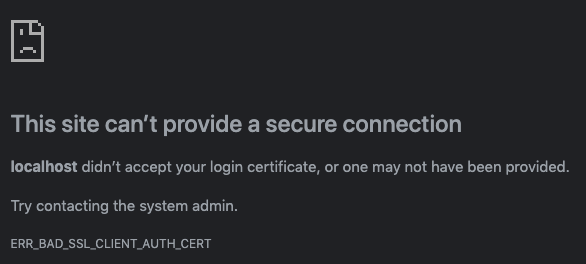 This site can’t provide a secure connection
localhost didn’t accept your login certificate, or one may not have been provided.
Try contacting the system admin.
ERR_BAD_SSL_CLIENT_AUTH_CERT